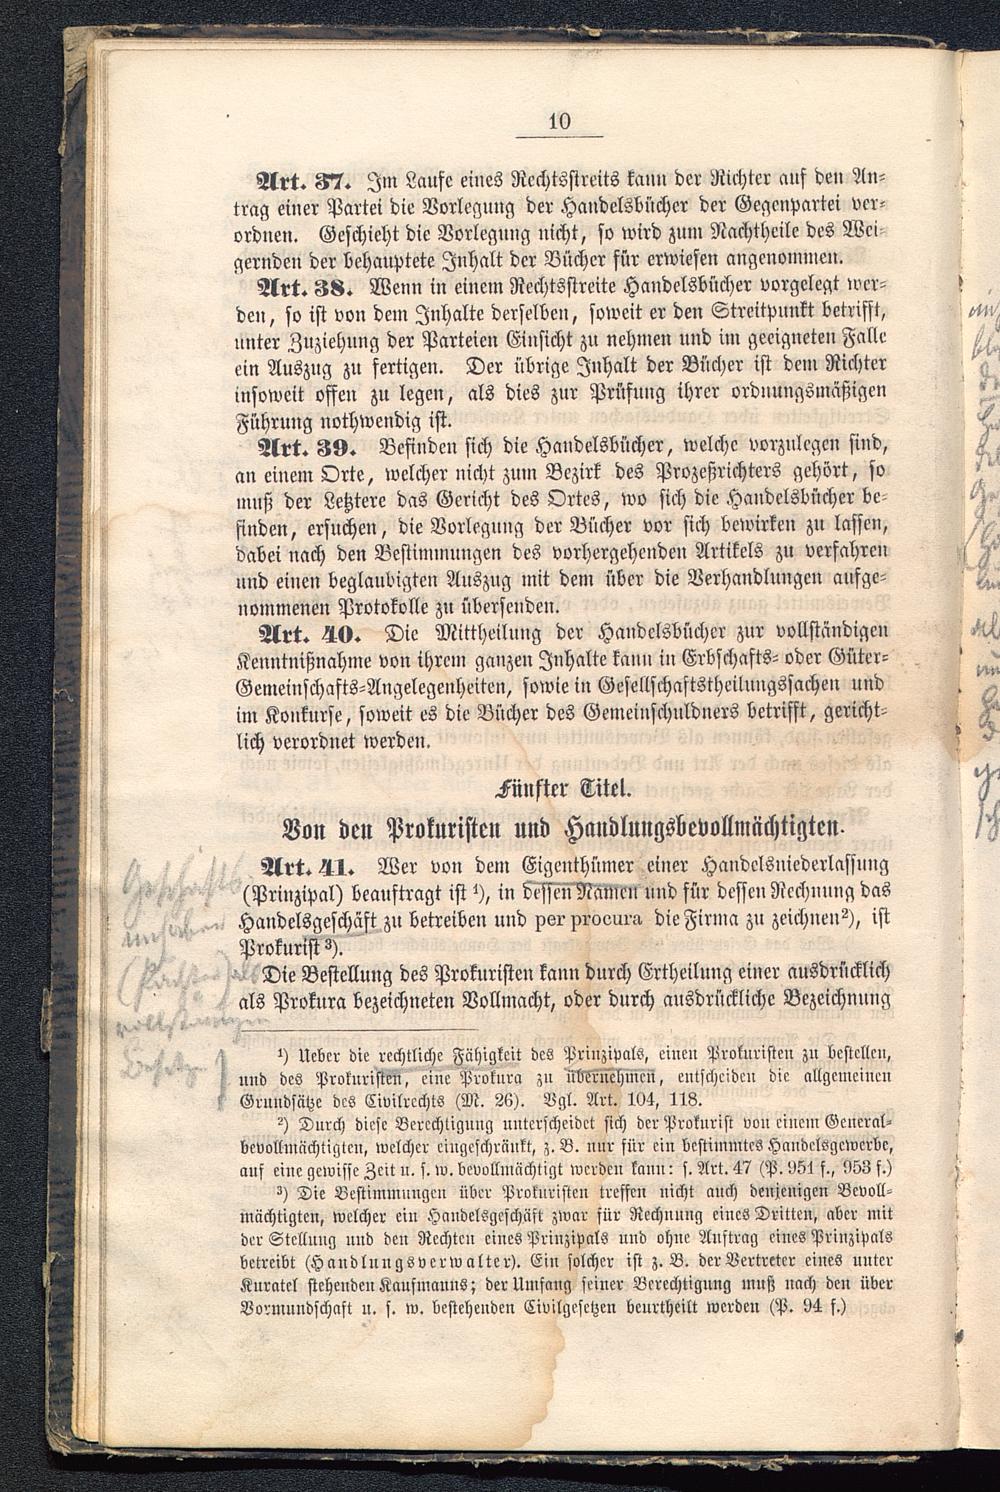 10
Art. 37. Im Laufe eines Rechtsstreits kann der Richter auf den An-
trag einer Partei die Vorlegung der Handelsbücher der Gegenpartei ver-
ordnen. Geschieht die Vorlegung nicht, so wird zum Nachtheile des Wei-
gernden der behauptete Inhalt der Bücher für erwiesen angenommen.
Art. 38. Wenn in einem Rechtsstreite Handelsbücher vorgelegt wer-
den, so ist von dem Inhalte derselben, soweit er den Streitpunkt betrifft,
unter Zuziehung der Parteien Einsicht zu nehmen und im geeigneten Falle
ein Auszug zu fertigen. Der übrige Inhalt der Bücher ist dem Richter
insoweit offen zu legen, als dies zur Prüfung ihrer ordnungsmäßigen
Führung nothwendig ist.
Art. 39. Befinden sich die Handelsbücher, welche vorzulegen sind,
an einem Orte, welcher nicht zum Bezirk des Prozeßrichters gehört, so
muß der Letztere das Gericht des Ortes, wo sich die Handelsbücher be-
finden, ersuchen, die Vorlegung der Bücher vor sich bewirken zu lassen,
dabei nach den Bestimmungen des vorhergehenden Artikels zu verfahren
und einen beglaubigten Auszug mit dem über die Verhandlungen aufge-
nommenen Protokolle zu übersenden.
Art. 40. Die Mittheilung der Handelsbücher zur vollständigen
Kenntnißnahme von ihrem ganzen Inhalte kann in Erbschafts- oder Güter-
Gemeinschafts-Angelegenheiten, sowie in Gesellschaftstheilungssachen und
im Konkurse, soweit es die Bücher des Gemeinschuldners betrifft, gericht-
lich verordnet werden.
Fünfter Titel.
Von den Prokuristen und Handlungsbevollmächtigten.
Art. 41. Wer von dem Eigenthümer einer Handelsniederlassung
(Prinzipal) beauftragt ist ¹), in dessen Namen und für dessen Rechnung das
Handelsgeschäft zu betreiben und per procura die Firma zu zeichnen²), ist
Prokurist ³).
Die Bestellung des Prokuristen kann durch Ertheilung einer ausdrücklich
als Prokura bezeichneten Vollmacht, oder durch ausdrückliche Bezeichnung
Geschäfts-
¹) Ueber die rechtliche Fähigkeit des Prinzipals, einen Prokuristen zu bestellen,
und des Prokuristen, eine Prokura zu übernehmen, entscheiden die allgemeinen
Grundsätze des Civilrechts (M. 26). Vgl. Art. 104, 118.
²) Durch diese Berechtigung unterscheidet sich der Prokurist von einem General-
bevollmächtigten, welcher eingeschränkt, z. B. nur für ein bestimmtes Handelsgewerbe,
auf eine gewisse Zeit u. s. w. bevollmächtigt werden kann: s. Art. 47 (P. 951 f., 953 f.)
³) Die Bestimmungen über Prokuristen treffen nicht auch denjenigen Bevoll-
mächtigten, welcher ein Handelsgeschäft zwar für Rechnung eines Dritten, aber mit
der Stellung und den Rechten eines Prinzipals und ohne Auftrag eines Prinzipals
betreibt (Handlungsverwalter). Ein solcher ist z. B. der Vertreter eines unter
Kuratel stehenden Kaufmanns; der Umfang seiner Berechtigung muß nach den über
Vormundschaft u. s. w. bestehenden Civilgesetzen beurtheilt werden (P. 94 f.)